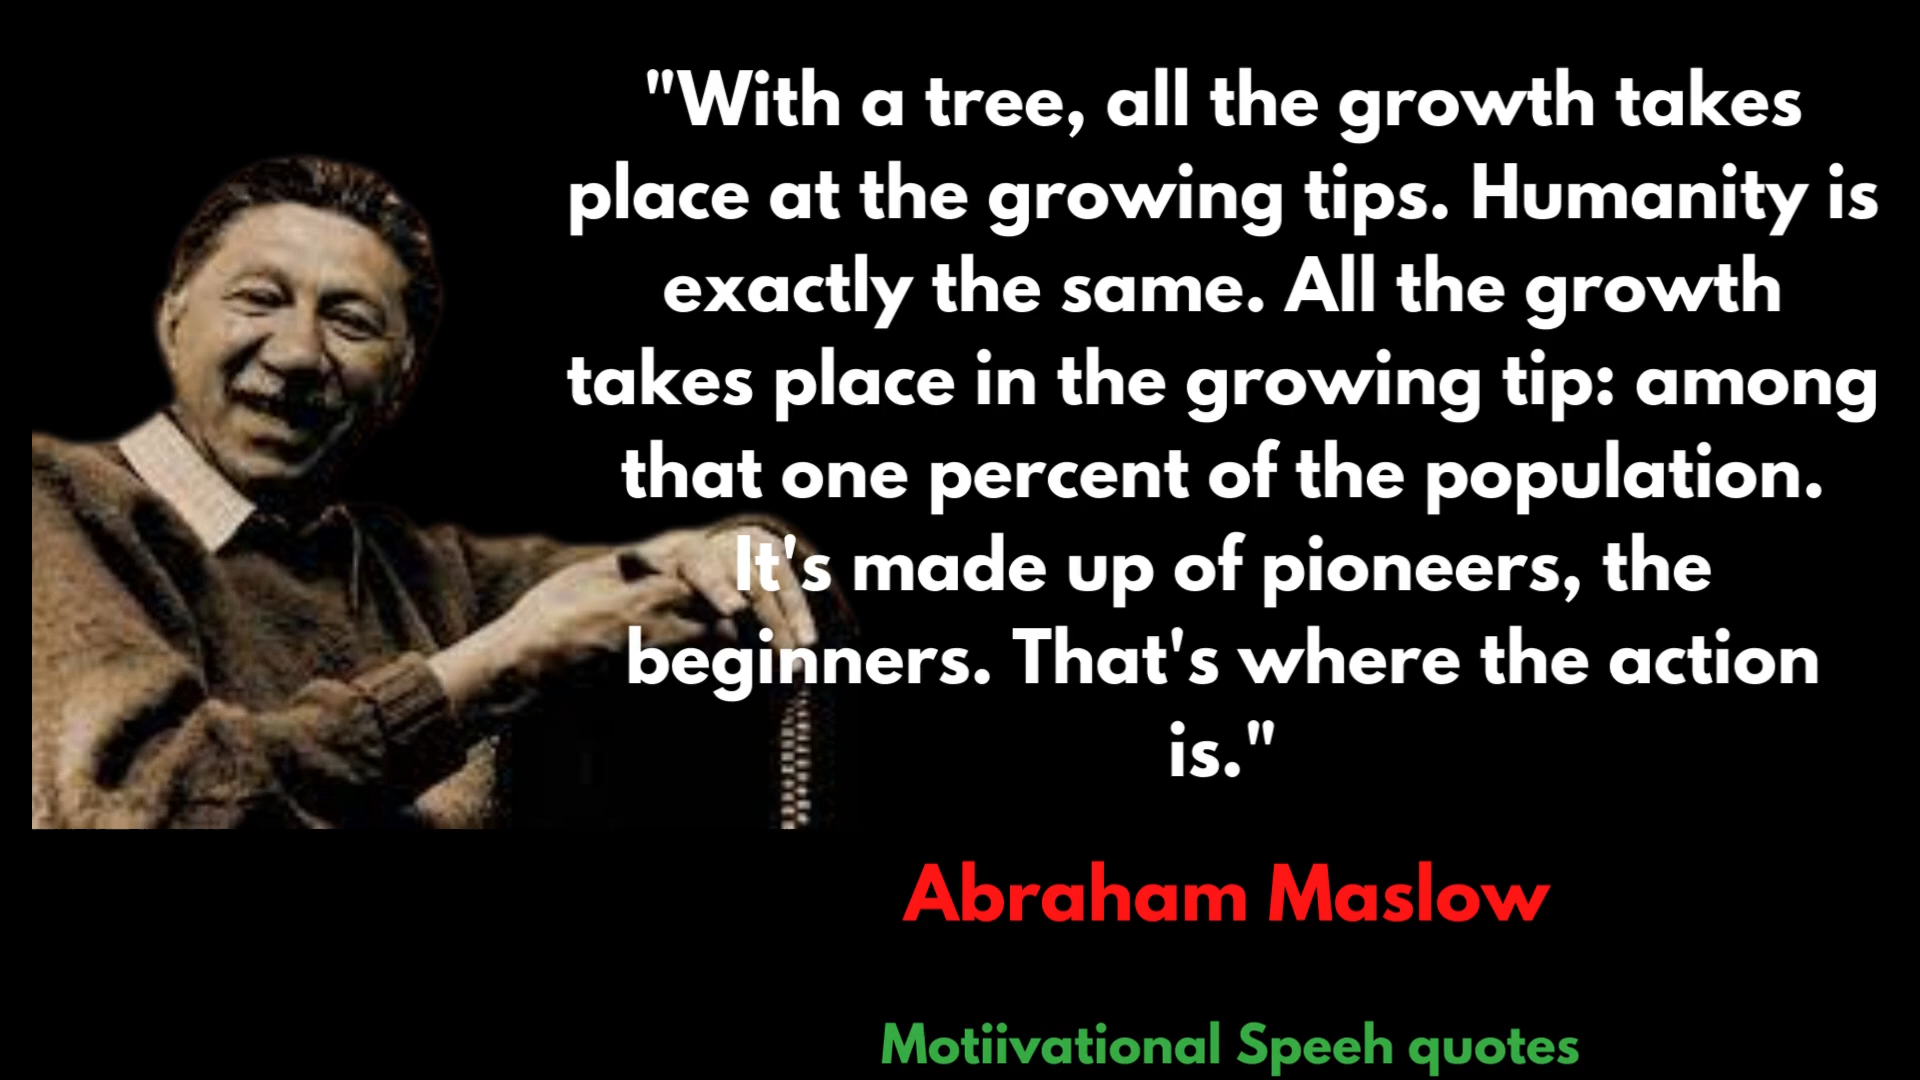 "With a tree, all the growth takes
place at the growing tips. Humanity is
exactly the same. All the growth
takes place in the growing tip: among
that one percent of the population.
It's made up of pioneers, the
beginners. That's where the action
is."
Abraham Maslow
Motiivational Speeh quotes